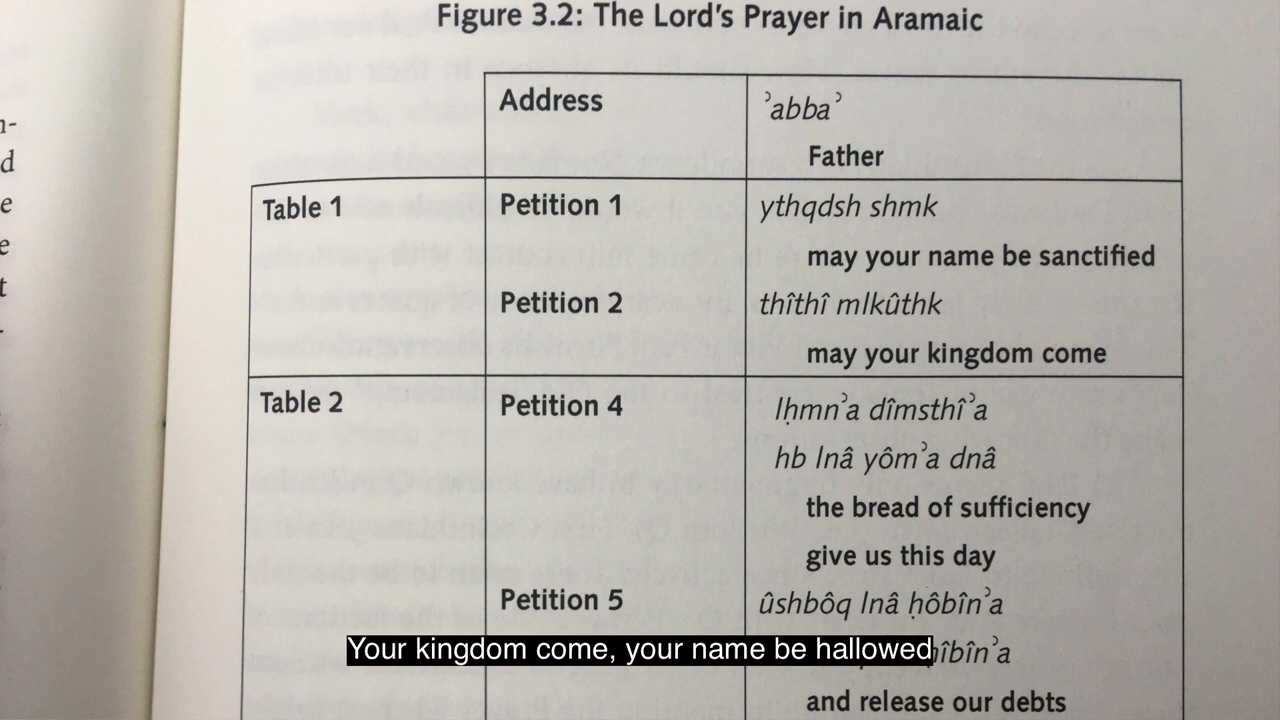 Figure 3.2: The Lord's Prayer in Aramaic
Address
ʾabbaʾ
Father
Table 1
Petition 1
ythqdsh shmk
may your name be sanctified
Petition 2
thîthî mlkûthk
may your kingdom come
Table 2
Petition 4
lḥmnʾa dîmsthîʾa
hb lnâ yômʾa dnâ
the bread of sufficiency
give us this day
Petition 5
ûshbôq lnâ ḥôbînʾa
Your kingdom come, your name be hallowed
and release our debts